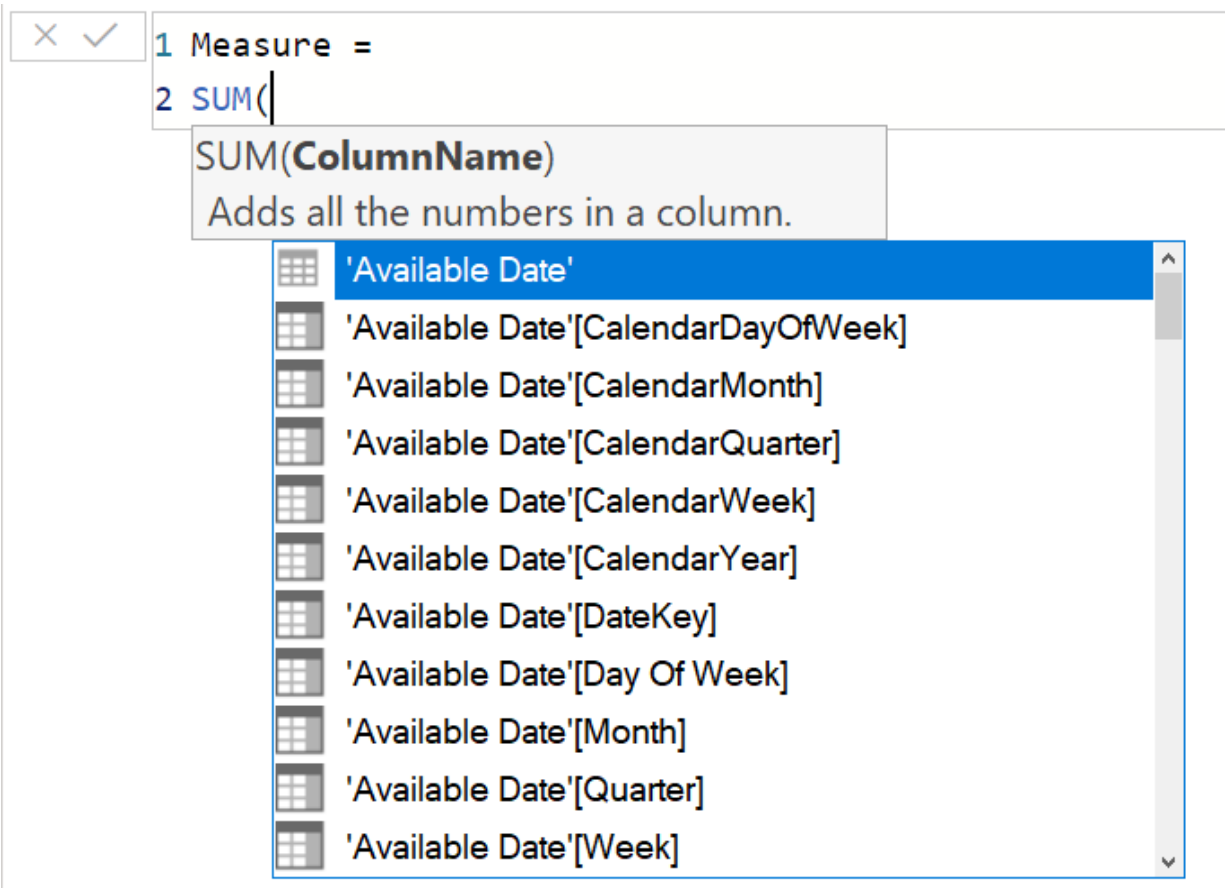 1 Measure =
2 SUM(
SUM(ColumnName)
Adds all the numbers in a column.
'Available Date'
'Available Date'[CalendarDayOfWeek]
'Available Date'[CalendarMonth]
'Available Date'[CalendarQuarter]
'Available Date'[CalendarWeek]
'Available Date'[CalendarYear]
'Available Date'[DateKey]
'Available Date'[Day Of Week]
'Available Date'[Month]
'Available Date'[Quarter]
'Available Date'[Week]